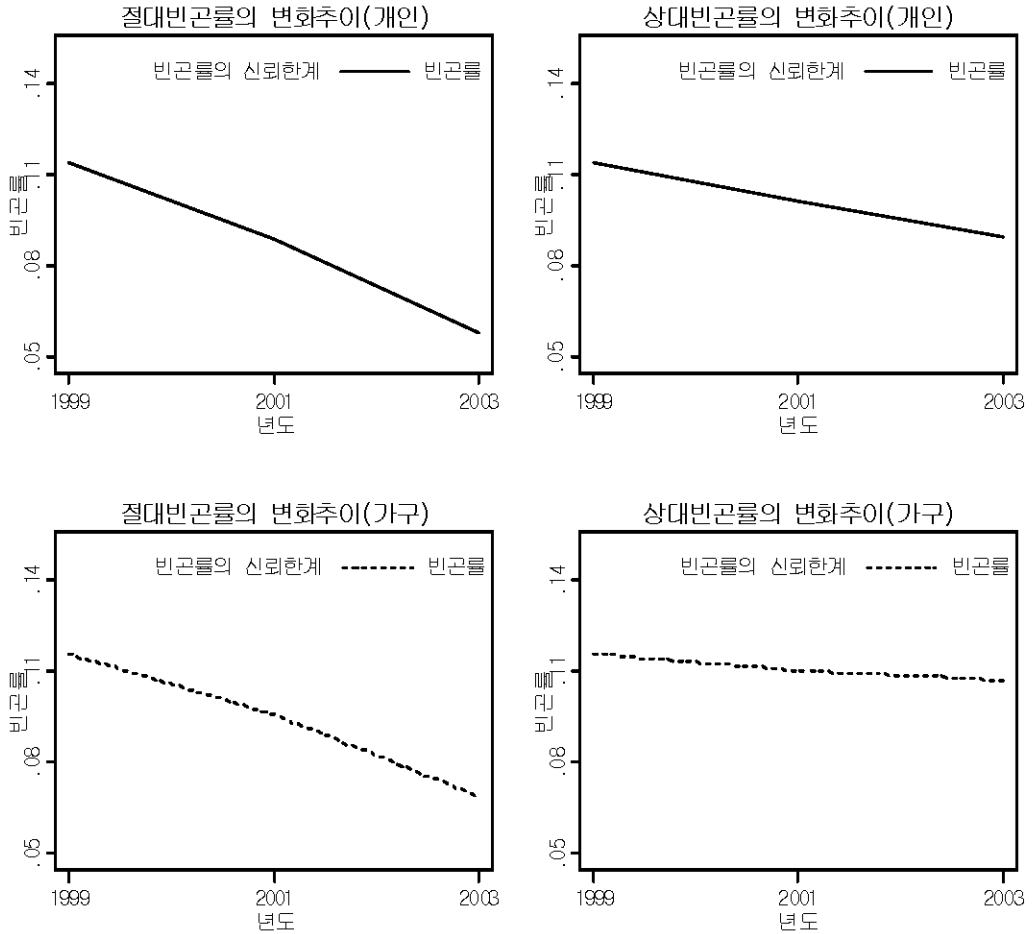 절대빈곤률의 변화추이(개인)
빈곤률의 신뢰한계 빈곤률
빈곤률
.14
.11
.08
.05
1999 2001 2003
년도
상대빈곤률의 변화추이(개인)
빈곤률의 신뢰한계 빈곤률
빈곤률
.14
.11
.08
.05
1999 2001 2003
년도
절대빈곤률의 변화추이(가구)
빈곤률의 신뢰한계 빈곤률
빈곤률
.14
.11
.08
.05
1999 2001 2003
년도
상대빈곤률의 변화추이(가구)
빈곤률의 신뢰한계 빈곤률
빈곤률
.14
.11
.08
.05
1999 2001 2003
년도